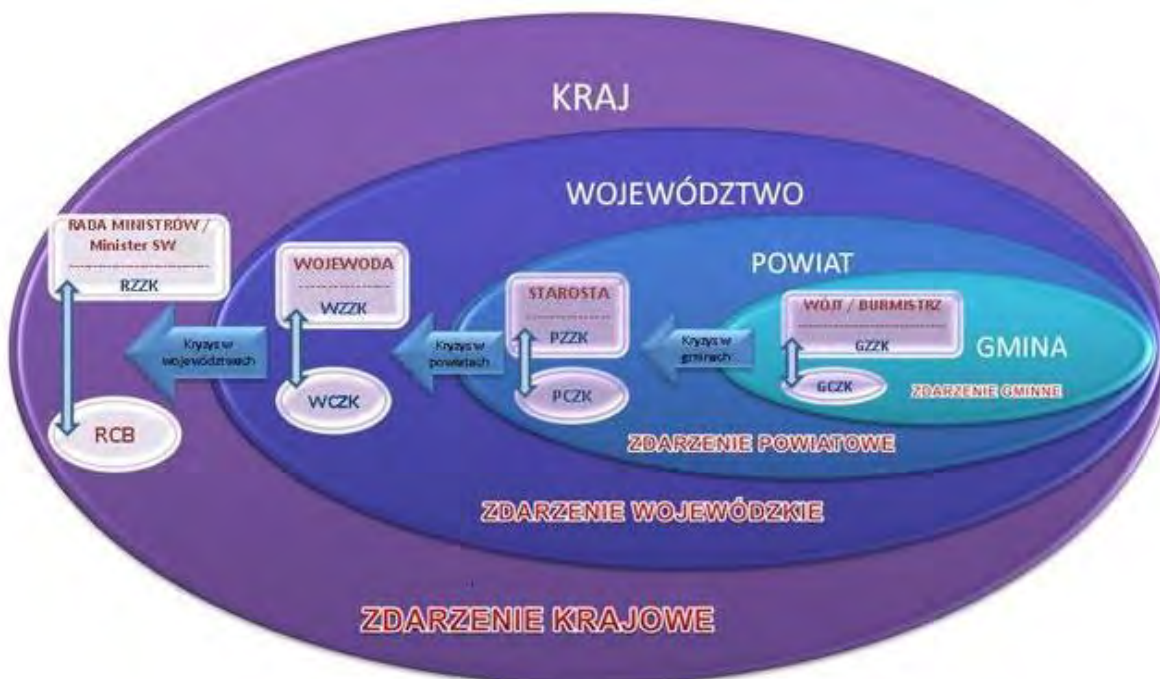 KRAJ
WOJEWÓDZTWO
POWIAT
GMINA
RADA MINISTRÓW /
Minister SW
RZZK
RCB
Kryzys w
województwach
WOJEWODA
WZZK
WCZK
Kryzys w
powiatach
STAROSTA
PZZK
PCZK
Kryzys w
gminach
WÓJT / BURMISTRZ
GZZK
GCZK
ZDARZENIE GMINNE
ZDARZENIE POWIATOWE
ZDARZENIE WOJEWÓDZKIE
ZDARZENIE KRAJOWE